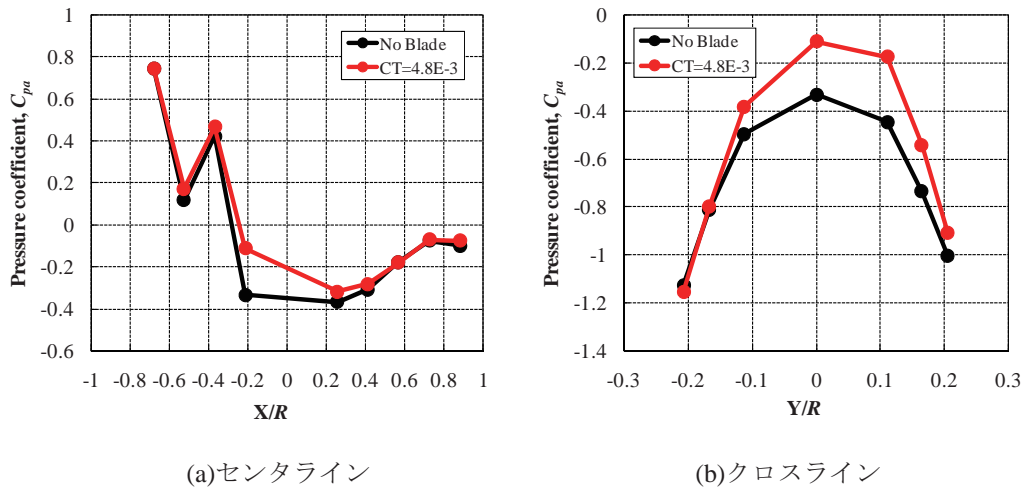 1
0.8
0.6
0.4
0.2
0
-0.2
-0.4
-0.6
Pressure coefficient, Cpa
No Blade
CT=4.8E-3
-1 -0.8 -0.6 -0.4 -0.2 0 0.2 0.4 0.6 0.8 1
X/R
(a)センタライン
0
-0.2
-0.4
-0.6
-0.8
-1
-1.2
-1.4
Pressure coefficient, Cpa
No Blade
CT=4.8E-3
-0.3 -0.2 -0.1 0 0.1 0.2 0.3
Y/R
(b)クロスライン